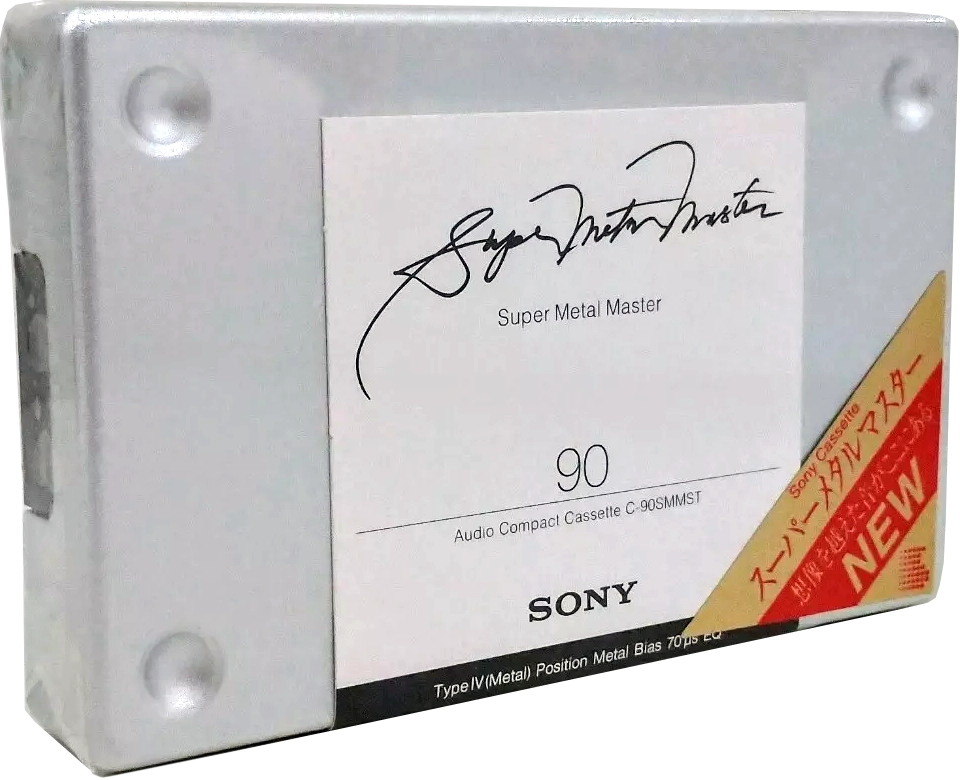 Super Metal Master
Super Metal Master
90
Audio Compact Cassette C-90SMMST
SONY
Type IV (Metal) Position Metal Bias 70μs EQ
Sony Cassette
スーパーメタルマスター
想像を超えた音がここにある
NEW